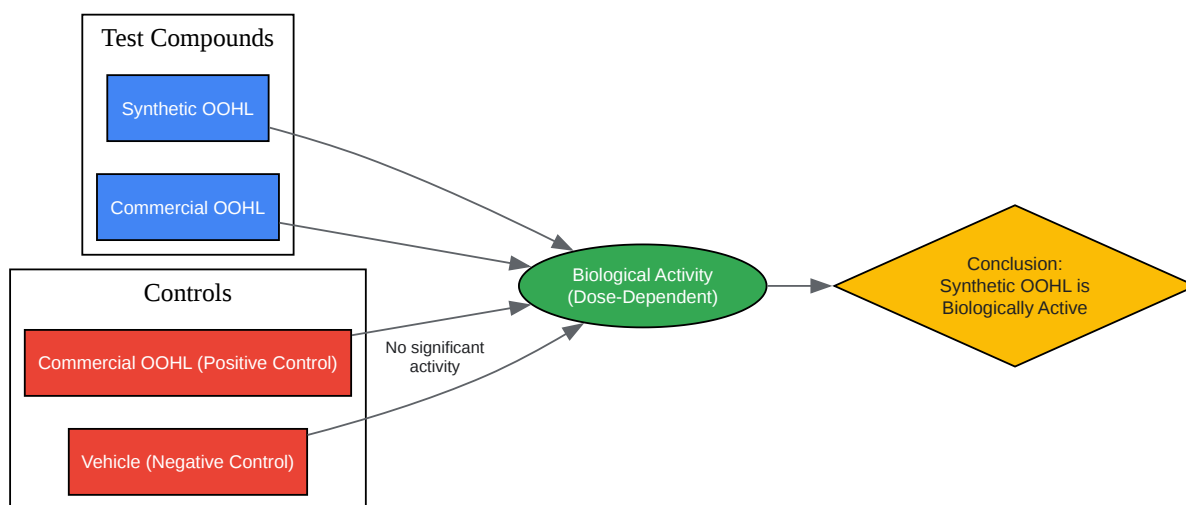 Test Compounds
Synthetic OOHL
Commercial OOHL
Controls
Commercial OOHL (Positive Control)
Vehicle (Negative Control)
No significant
activity
Biological Activity
(Dose-Dependent)
Conclusion:
Synthetic OOHL is
Biologically Active